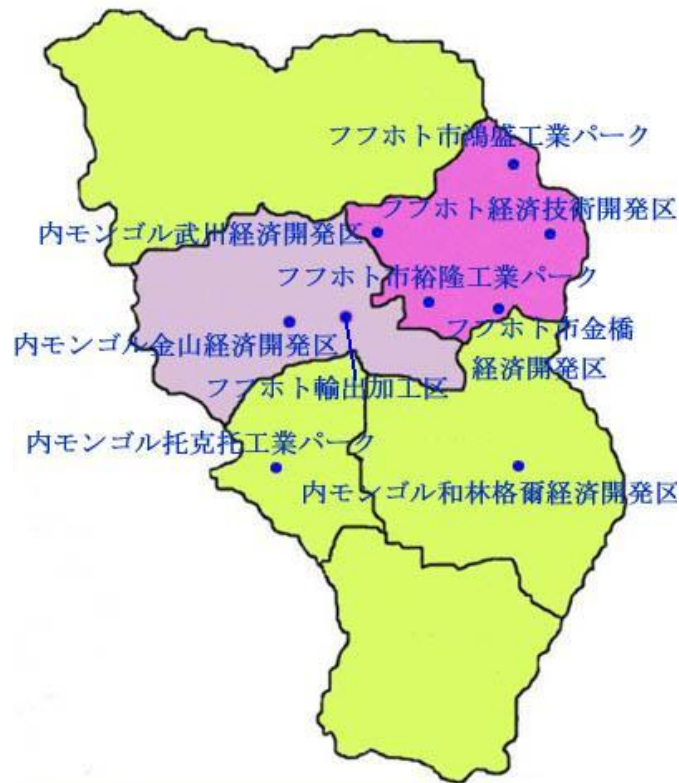 フフホト市鴻盛工業パーク
フフホト経済技術開発区
内モンゴル武川経済開発区
フフホト市裕隆工業パーク
フフホト市金橋
経済開発区
内モンゴル金山経済開発区
フフホト輸出加工区
内モンゴル托克托工業パーク
内モンゴル和林格爾経済開発区